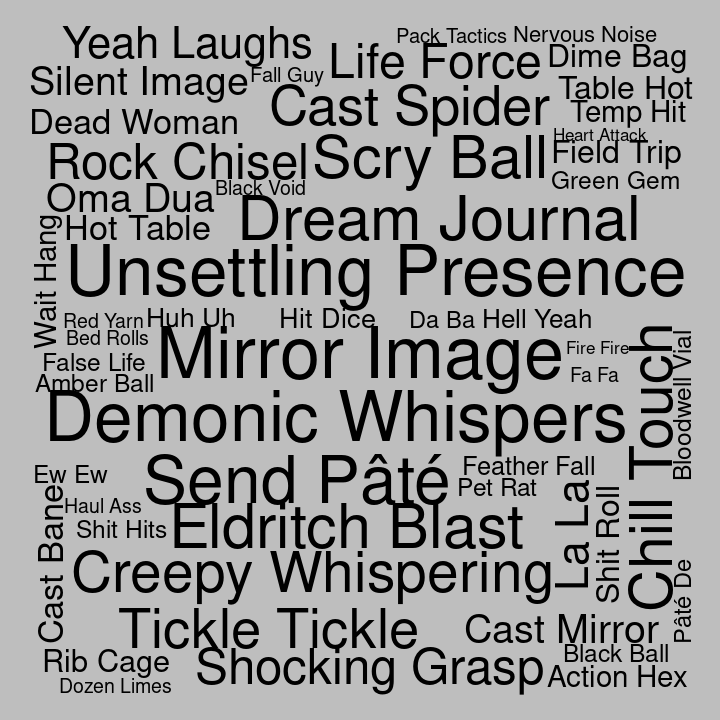 Yeah Laughs
Pack Tactics
Nervous Noise
Life Force
Dime Bag
Silent Image
Fall Guy
Table Hot
Cast Spider
Temp Hit
Dead Woman
Heart Attack
Rock Chisel
Scry Ball
Field Trip
Green Gem
Oma Dua
Black Void
Hot Table
Dream Journal
Wait Hang
Unsettling Presence
Red Yarn
Huh Uh
Hit Dice
Da Ba
Hell Yeah
Bed Rolls
Mirror Image
Fire Fire
False Life
Fa Fa
Amber Ball
Chill Touch
Bloodwell Vial
Demonic Whispers
Ew Ew
Send Pâté
Feather Fall
Pet Rat
Cast Bane
Haul Ass
Shit Hits
Eldritch Blast
La La
Shit Roll
Creepy Whispering
Pâté De
Tickle Tickle
Cast Mirror
Rib Cage
Shocking Grasp
Black Ball
Action Hex
Dozen Limes